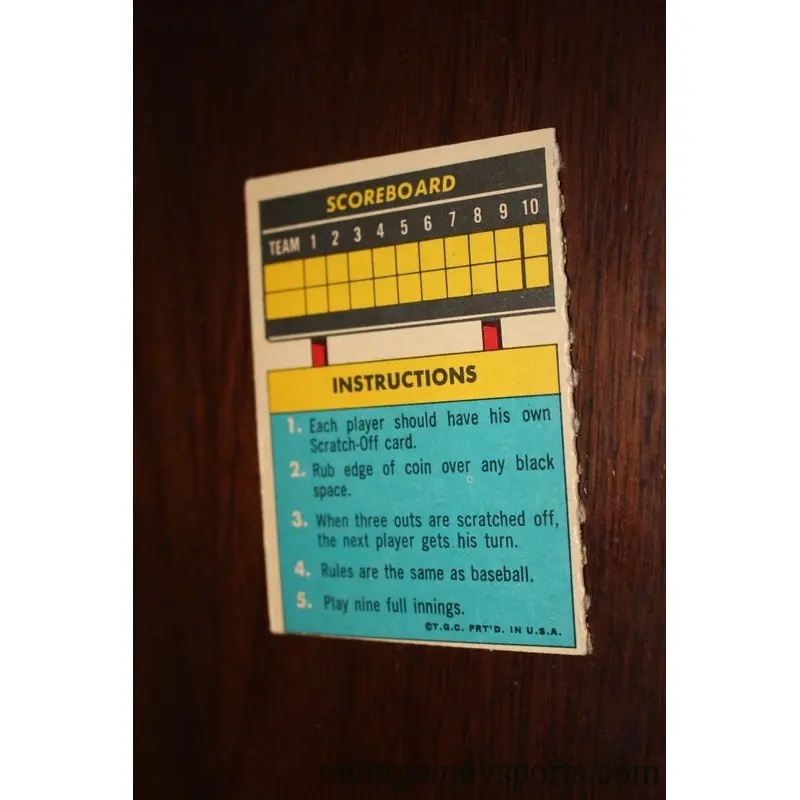 SCOREBOARD
TEAM 1 2 3 4 5 6 7 8 9 10
INSTRUCTIONS
1. Each player should have his own
Scratch-Off card.
2. Rub edge of coin over any black
space.
3. When three outs are scratched off,
the next player gets his turn.
4. Rules are the same as baseball.
5. Play nine full innings.
©T.G.C. PRT'D. IN U.S.A.
vintageindysports.com